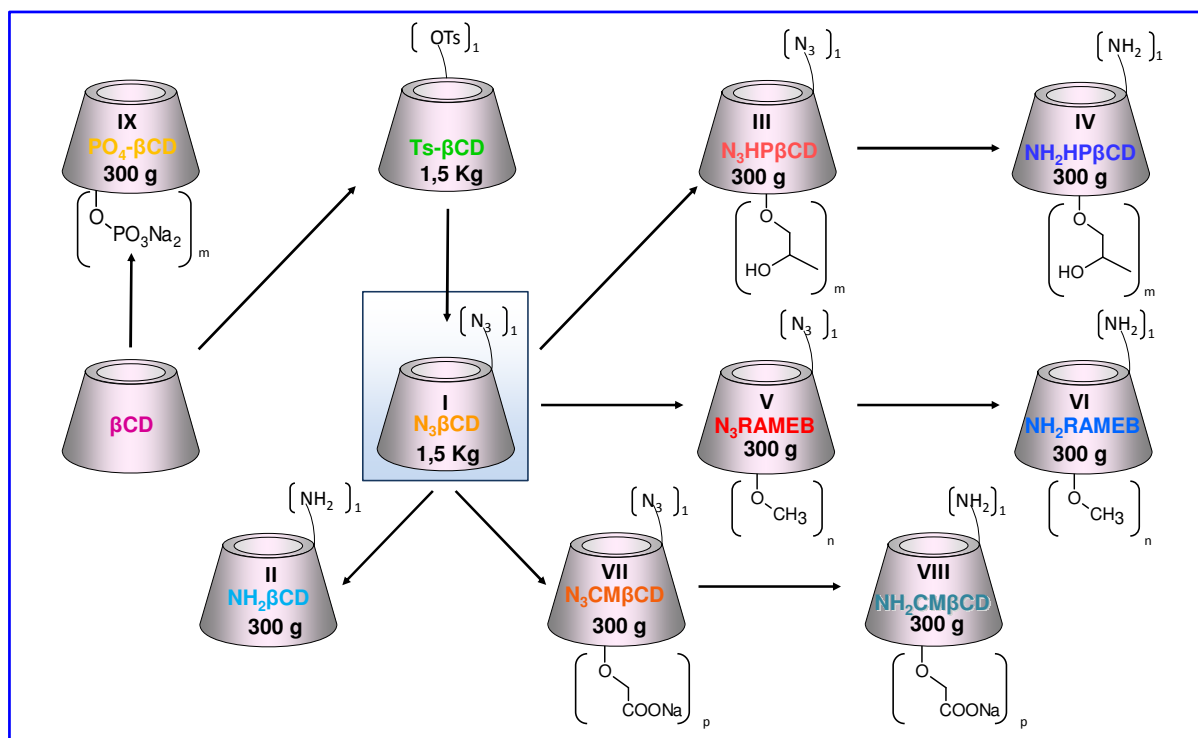 ( OTs )1
Ts-βCD
1,5 Kg
IX
PO4-βCD
300 g
O
PO3Na2
m
( N3 )1
III
N3HPβCD
300 g
O
HO
m
( NH2 )1
IV
NH2HPβCD
300 g
O
HO
m
βCD
( N3 )1
I
N3βCD
1,5 Kg
( N3 )1
V
N3RAMEB
300 g
O
CH3
n
( NH2 )1
VI
NH2RAMEB
300 g
O
CH3
n
( NH2 )1
II
NH2βCD
300 g
( N3 )1
VII
N3CMβCD
300 g
O
COONa
p
( NH2 )1
VIII
NH2CMβCD
300 g
O
COONa
p